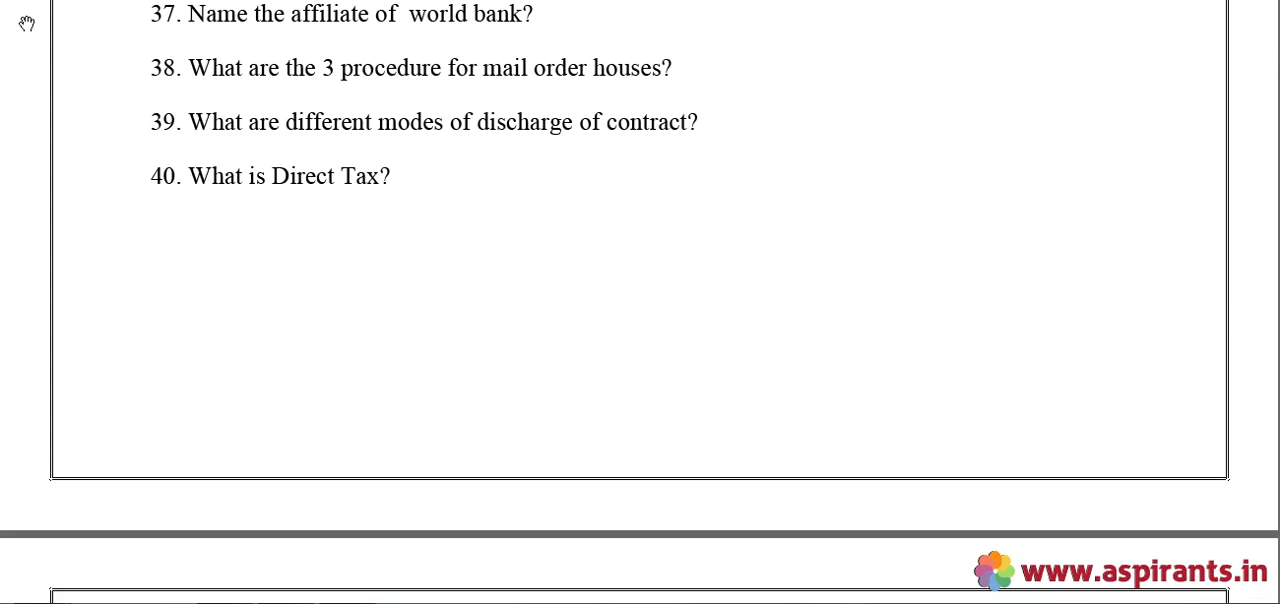 37. Name the affiliate of  world bank?
38. What are the 3 procedure for mail order houses?
39. What are different modes of discharge of contract?
40. What is Direct Tax?
www.aspirants.in